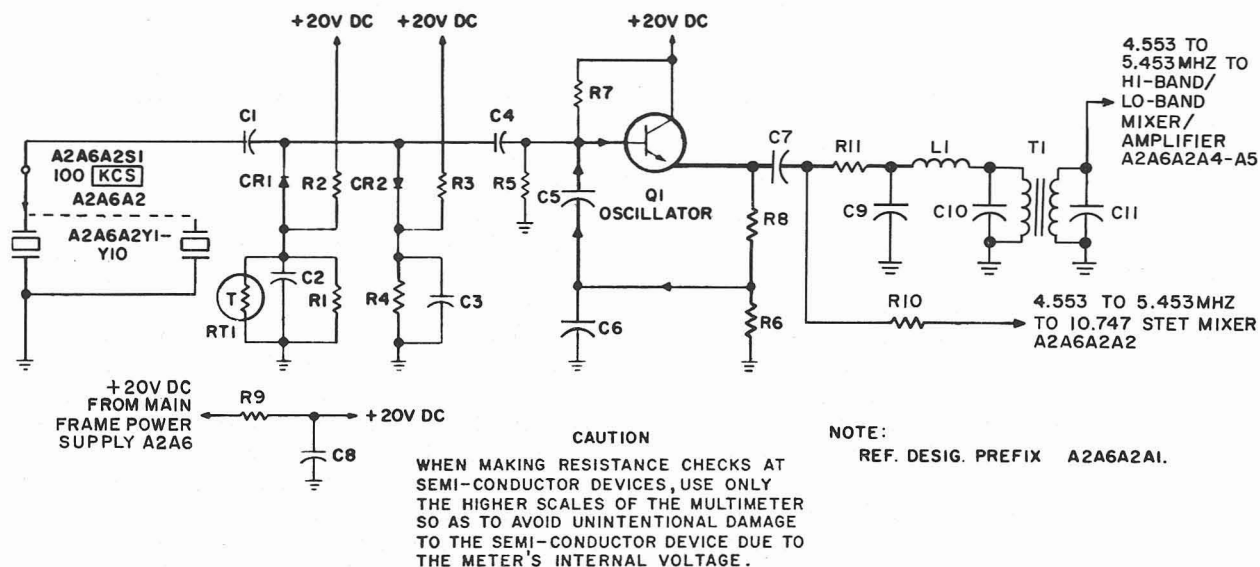 +20V DC
+20V DC
+20V DC
4.553 TO
5.453MHZ TO
HI-BAND/
LO-BAND
MIXER/
AMPLIFIER
A2A6A2A4-A5
R7
C1
C4
A2A6A2S1
100 KCS
A2A6A2
A2A6A2Y1-
Y10
CR1
R2
CR2
R3
R5
C5
Q1
OSCILLATOR
C7
R11
L1
T1
R8
C9
C10
C11
T
RT1
C2
R1
R4
C3
C6
R6
R10
4.553 TO 5.453MHZ
TO 10.747 STET MIXER
A2A6A2A2
+20V DC
FROM MAIN
FRAME POWER
SUPPLY A2A6
R9
+20V DC
C8
CAUTION
WHEN MAKING RESISTANCE CHECKS AT
SEMI-CONDUCTOR DEVICES, USE ONLY
THE HIGHER SCALES OF THE MULTIMETER
SO AS TO AVOID UNINTENTIONAL DAMAGE
TO THE SEMI-CONDUCTOR DEVICE DUE TO
THE METER'S INTERNAL VOLTAGE.
NOTE:
REF. DESIG. PREFIX A2A6A2A1.